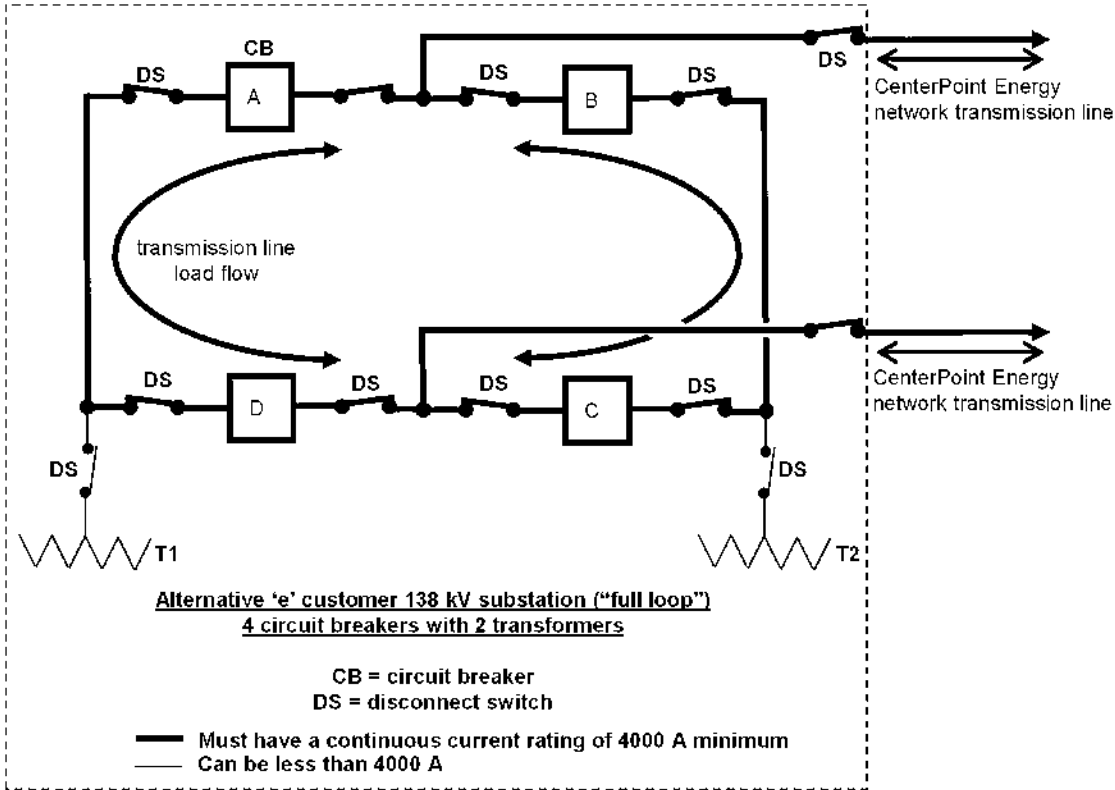 CB
DS
DS
DS
DS
A
B
CenterPoint Energy
network transmission line
transmission line
load flow
DS
DS
DS
DS
D
C
CenterPoint Energy
network transmission line
DS
DS
T1
T2
Alternative ‘e’ customer 138 kV substation (“full loop”)
4 circuit breakers with 2 transformers
CB = circuit breaker
DS = disconnect switch
Must have a continuous current rating of 4000 A minimum
Can be less than 4000 A